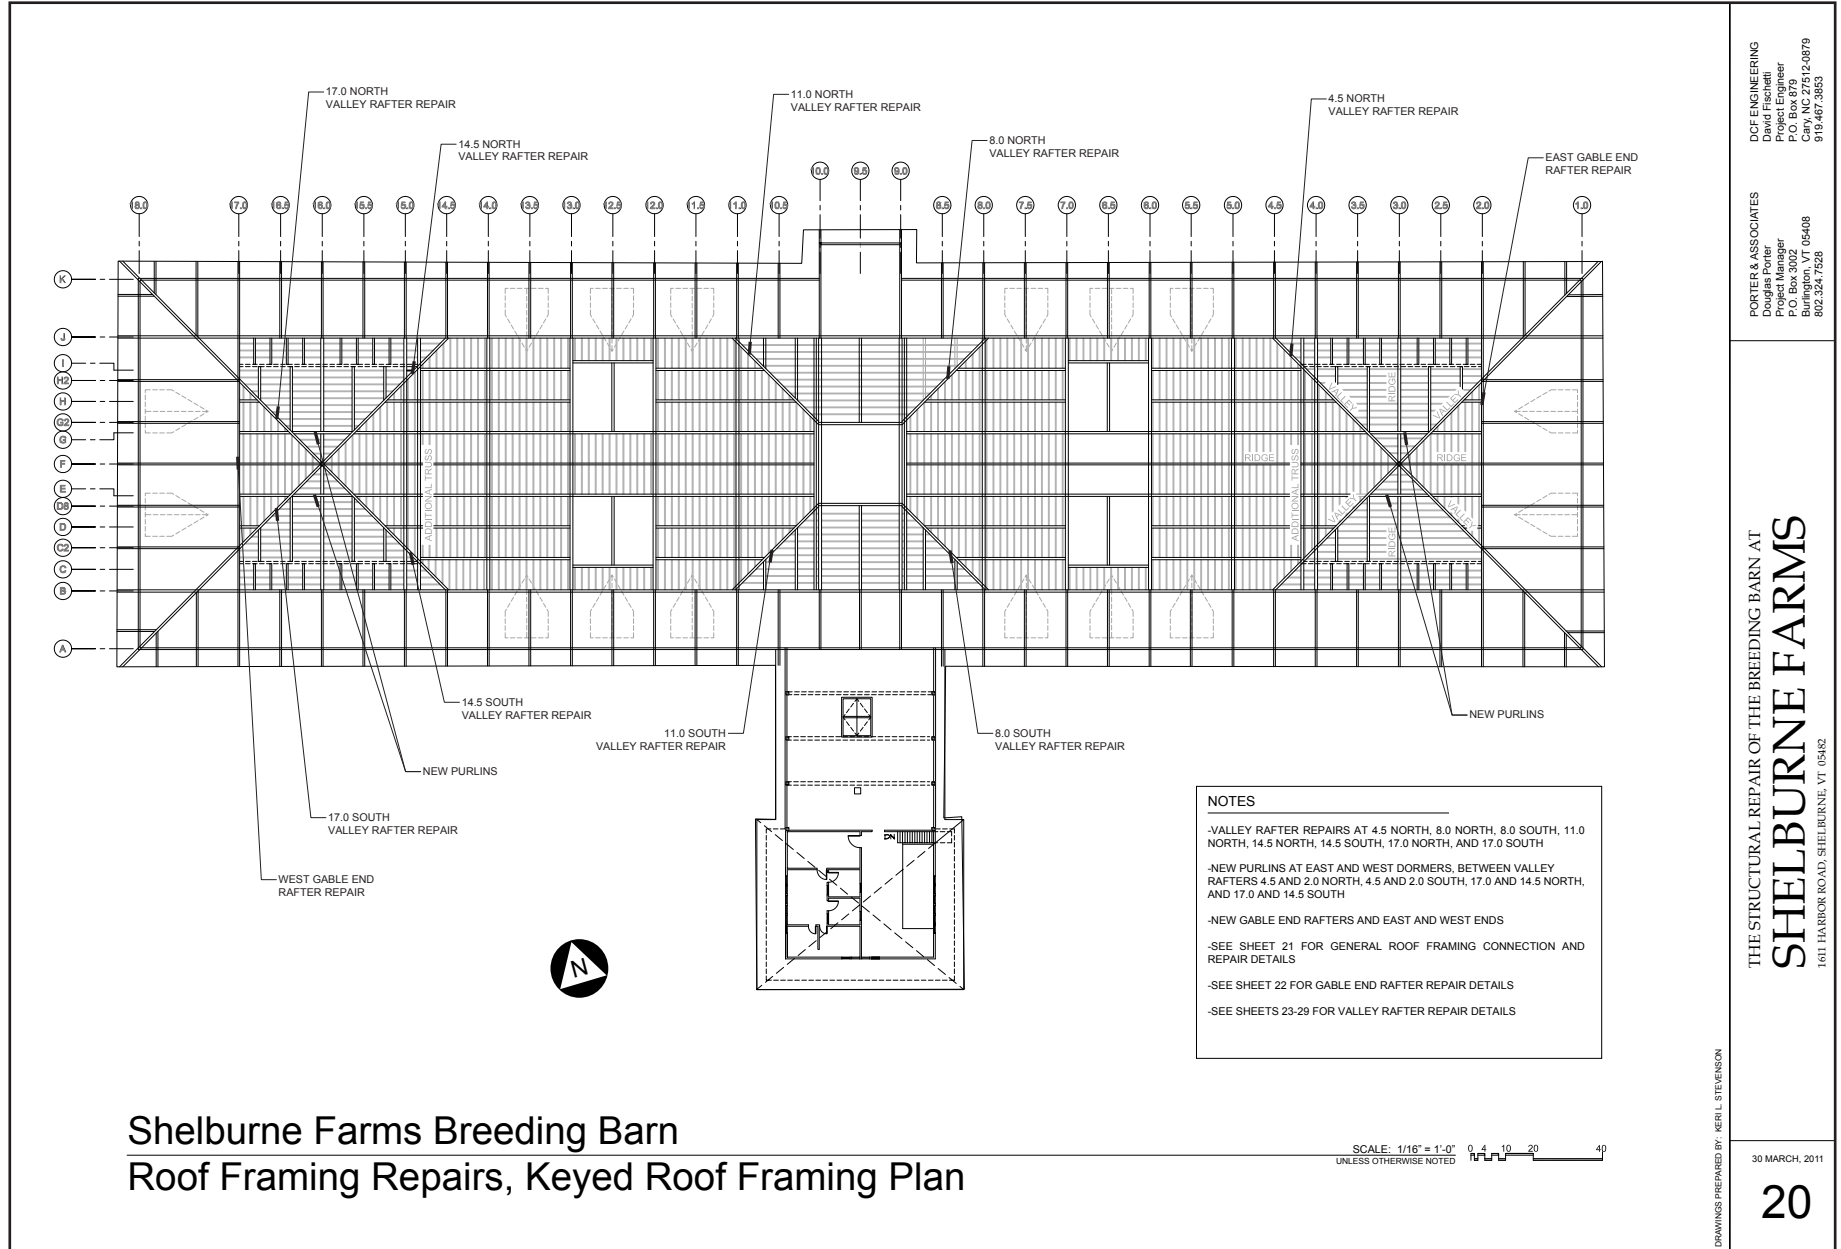 17.0 NORTH
VALLEY RAFTER REPAIR
14.5 NORTH
VALLEY RAFTER REPAIR
11.0 NORTH
VALLEY RAFTER REPAIR
8.0 NORTH
VALLEY RAFTER REPAIR
4.5 NORTH
VALLEY RAFTER REPAIR
EAST GABLE END
RAFTER REPAIR
10.0 9.5 9.0
18.0 17.0 16.5 16.0 15.5 15.0 14.5 14.0 13.5 13.0 12.5 12.0 11.5 11.0 10.5 8.5 8.0 7.5 7.0 6.5 6.0 5.5 5.0 4.5 4.0 3.5 3.0 2.5 2.0 1.0
K
J
I
H2
H
G2
G
F
E
D
C2
C
B
A
ADDITIONAL TRUSS
ADDITIONAL TRUSS
VALLEY
RIDGE
VALLEY
RIDGE
RIDGE
VALLEY
RIDGE
VALLEY
14.5 SOUTH
VALLEY RAFTER REPAIR
11.0 SOUTH
VALLEY RAFTER REPAIR
8.0 SOUTH
VALLEY RAFTER REPAIR
NEW PURLINS
NEW PURLINS
17.0 SOUTH
VALLEY RAFTER REPAIR
WEST GABLE END
RAFTER REPAIR
DN
N
NOTES
-VALLEY RAFTER REPAIRS AT 4.5 NORTH, 8.0 NORTH, 8.0 SOUTH, 11.0
NORTH, 14.5 NORTH, 14.5 SOUTH, 17.0 NORTH, AND 17.0 SOUTH
-NEW PURLINS AT EAST AND WEST DORMERS, BETWEEN VALLEY
RAFTERS 4.5 AND 2.0 NORTH, 4.5 AND 2.0 SOUTH, 17.0 AND 14.5 NORTH,
AND 17.0 AND 14.5 SOUTH
-NEW GABLE END RAFTERS AND EAST AND WEST ENDS
-SEE SHEET 21 FOR GENERAL ROOF FRAMING CONNECTION AND
REPAIR DETAILS
-SEE SHEET 22 FOR GABLE END RAFTER REPAIR DETAILS
-SEE SHEETS 23-29 FOR VALLEY RAFTER REPAIR DETAILS
Shelburne Farms Breeding Barn
Roof Framing Repairs, Keyed Roof Framing Plan
SCALE: 1/16" = 1'-0"
UNLESS OTHERWISE NOTED
0 4 10 20 40
DCF ENGINEERING
David Fischetti
Project Engineer
P.O. Box 879
Cary, NC 27512-0879
919.467.3853
PORTER & ASSOCIATES
Douglas Porter
Project Manager
P.O. Box 3002
Burlington, VT 05408
802.324.7528
THE STRUCTURAL REPAIR OF THE BREEDING BARN AT
SHELBURNE FARMS
1611 HARBOR ROAD, SHELBURNE, VT 05482
DRAWINGS PREPARED BY: KERI L. STEVENSON
30 MARCH, 2011
20